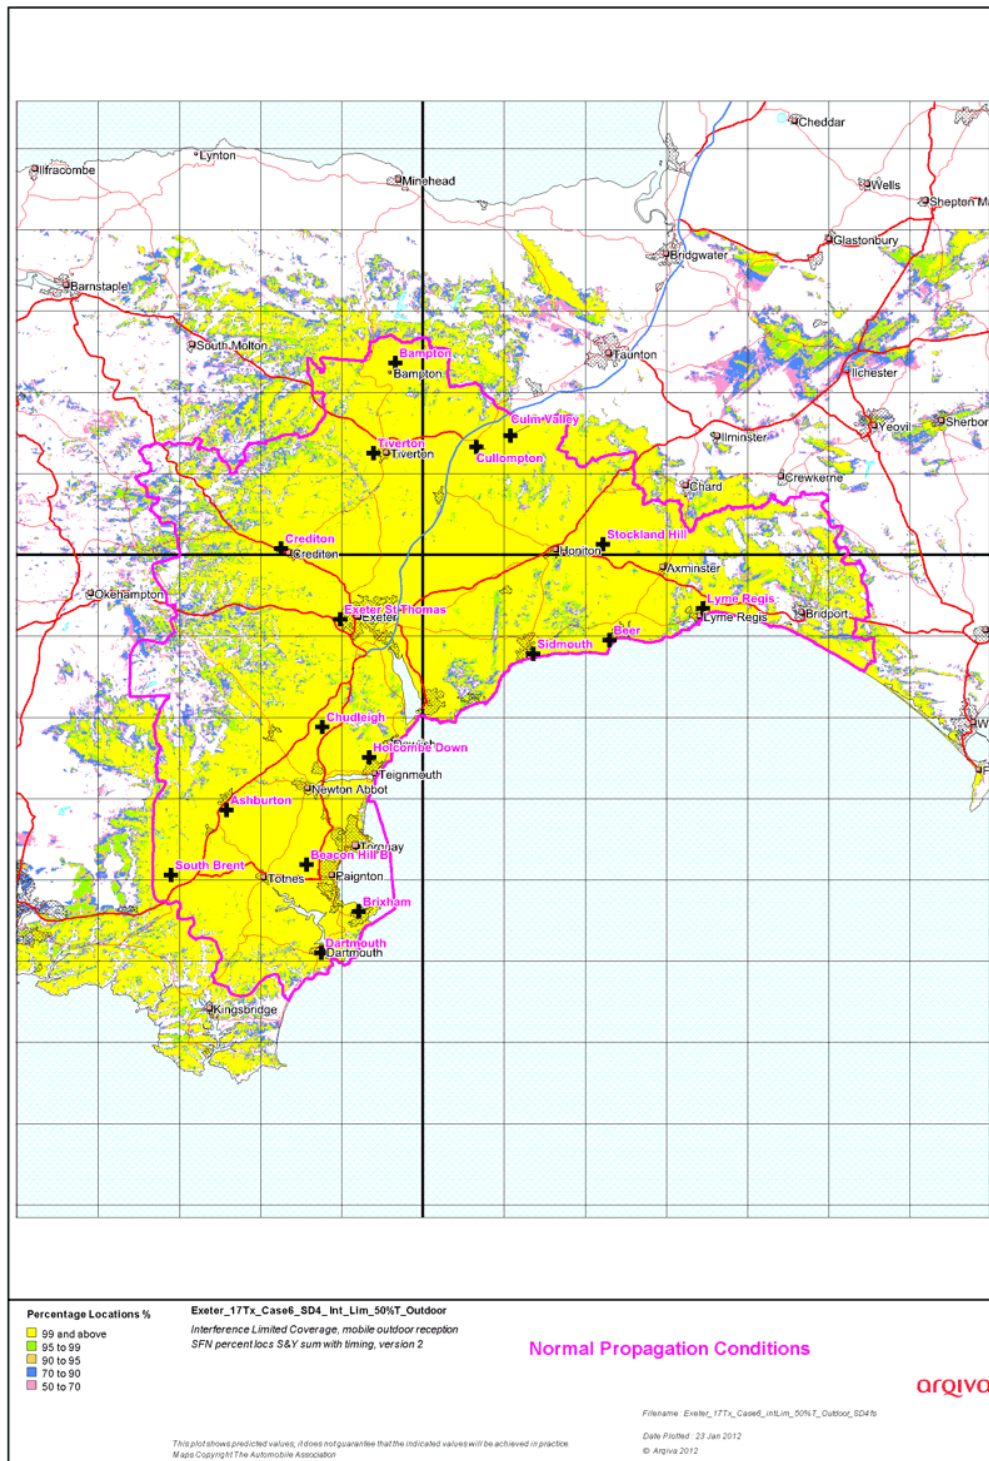 Cheddar
Lynton
Ilfracombe
Minehead
Wells
Shepton Ma
Glastonbury
Bridgwater
Barnstaple
South Molton
Taunton
Bampton
Bampton
Ilchester
Culm Valley
Yeovil
Sherbor
Ilminster
Tiverton
Tiverton
Cullompton
Crewkerne
Chard
Stockland Hill
Crediton
Crediton
Honiton
Axminster
Okehampton
Lyme Regis
Lyme Regis
Bridport
Exeter St Thomas
Exeter
Beer
Sidmouth
Chudleigh
W
Holcombe Down
Teignmouth
F
Newton Abbot
Ashburton
Torquay
Beacon Hill B
South Brent
Totnes
Paignton
Brixham
Dartmouth
Dartmouth
Kingsbridge
Percentage Locations %
99 and above
95 to 99
90 to 95
70 to 90
50 to 70
Exeter_17Tx_Case6_SD4_Int_Lim_50%T_Outdoor
Interference Limited Coverage, mobile outdoor reception
SFN percent locs S&Y sum with timing, version 2
Normal Propagation Conditions
arqiva
Filename: Exeter_17Tx_Case6_intLim_50%T_Outdoor_SD4fs
Date Plotted : 23 Jan 2012
© Arqiva 2012
This plot shows predicted values; it does not guarantee that the indicated values will be achieved in practice.
Maps Copyright The Automobile Association